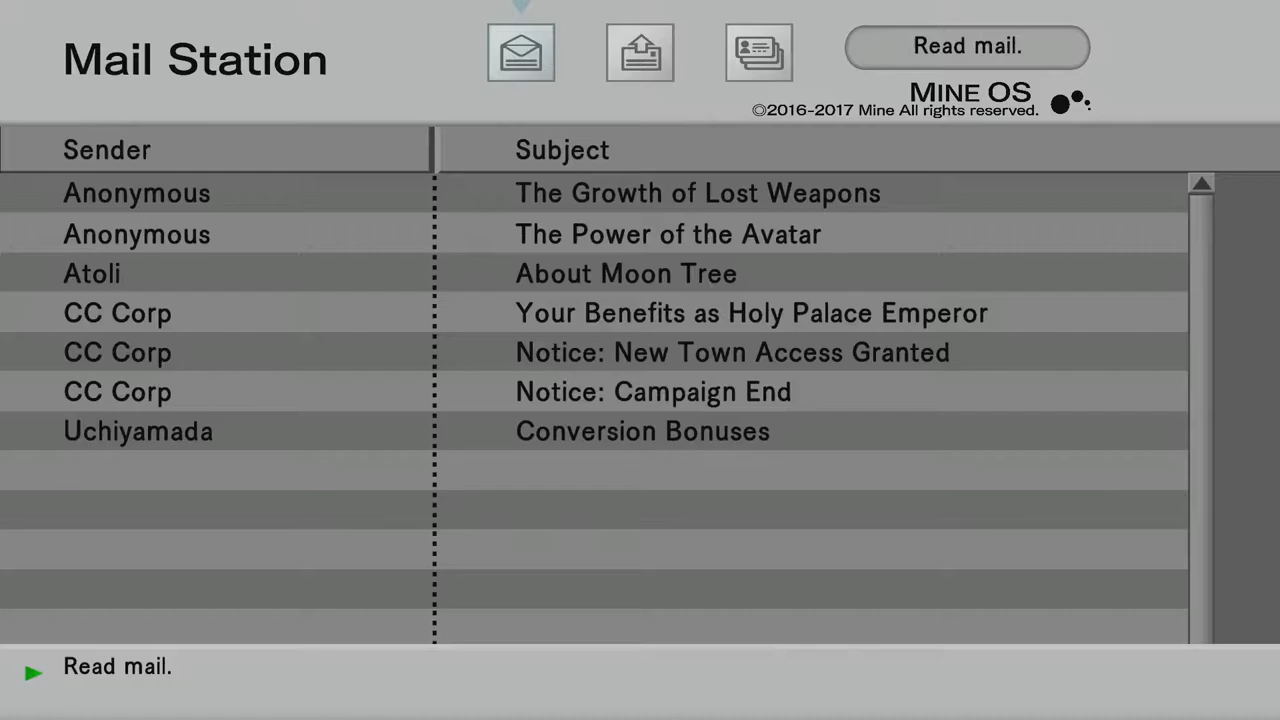 Mail Station
Read mail.
MINE OS
©2016-2017 Mine All rights reserved.
Sender Subject
Anonymous The Growth of Lost Weapons
Anonymous The Power of the Avatar
Atoli About Moon Tree
CC Corp Your Benefits as Holy Palace Emperor
CC Corp Notice: New Town Access Granted
CC Corp Notice: Campaign End
Uchiyamada Conversion Bonuses
Read mail.